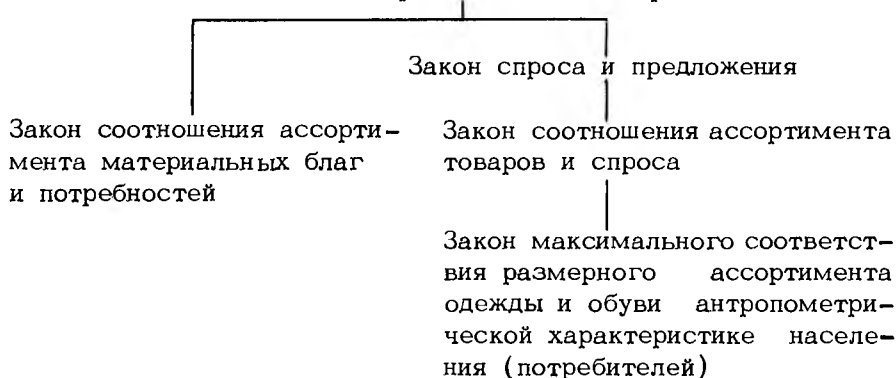 Закон спроса и предложения
Закон соотношения ассорти-
мента материальных благ
и потребностей
Закон соотношения ассортимента
товаров и спроса
Закон максимального соответст-
вия размерного ассортимента
одежды и обуви антропометри-
ческой характеристике населе-
ния (потребителей)